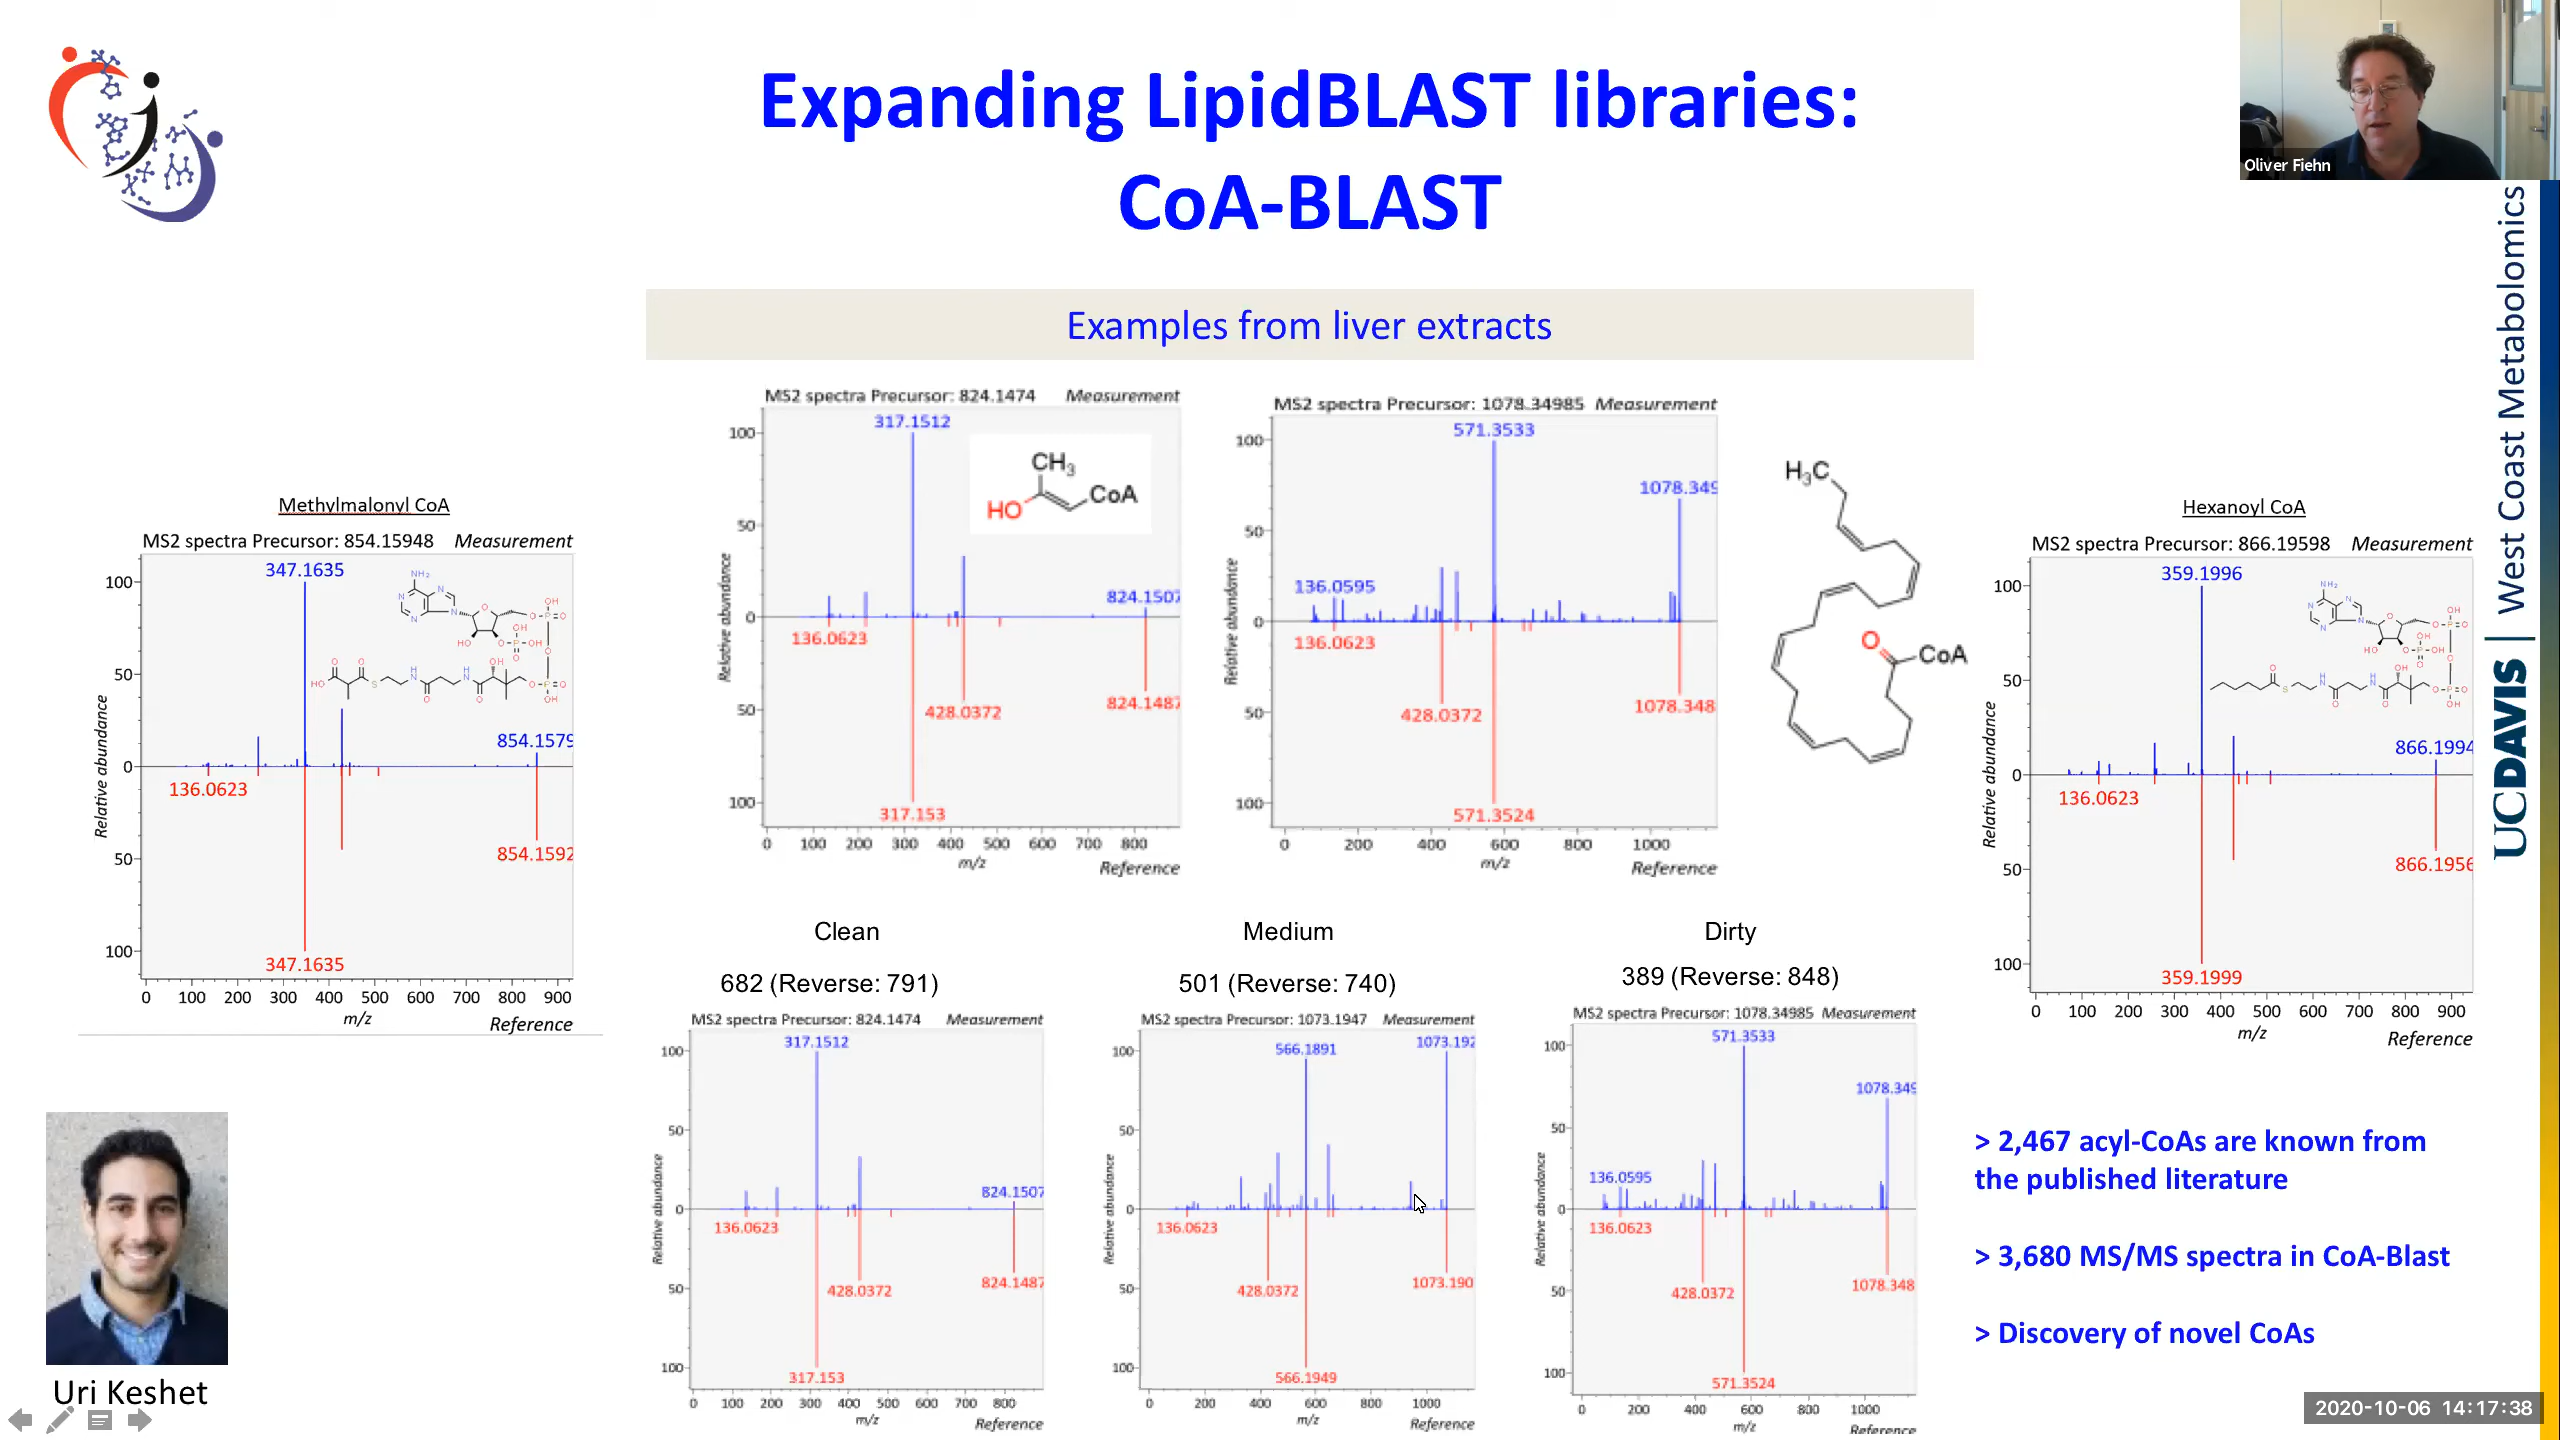 Expanding LipidBLAST libraries:
CoA-BLAST
Oliver Fiehn
UCDAVIS | West Coast Metabolomics
Examples from liver extracts
Methylmalonyl CoA
MS2 spectra Precursor: 854.15948 Measurement
347.1635
854.1579
136.0623
854.1592
347.1635
Relative abundance
100
50
0
50
100
0 100 200 300 400 500 600 700 800 900
m/z
Reference
MS2 spectra Precursor: 824.1474 Measurement
317.1512
CH3
HO
CoA
824.1507
136.0623
428.0372
824.1487
317.153
Relative abundance
100
50
0
50
100
0 100 200 300 400 500 600 700 800
m/z
Reference
MS2 spectra Precursor: 1078.34985 Measurement
571.3533
1078.349
136.0595
136.0623
428.0372
1078.348
571.3524
Relative abundance
100
50
0
50
100
0 200 400 600 800 1000
m/z
Reference
H3C
O
CoA
Hexanoyl CoA
MS2 spectra Precursor: 866.19598 Measurement
359.1996
866.1994
136.0623
866.1956
359.1999
Relative abundance
100
50
0
50
100
0 100 200 300 400 500 600 700 800 900
m/z
Reference
Clean
682 (Reverse: 791)
MS2 spectra Precursor: 824.1474 Measurement
317.1512
824.1507
136.0623
428.0372
824.1487
317.153
Relative abundance
100
50
0
50
100
0 100 200 300 400 500 600 700 800
m/z
Reference
Medium
501 (Reverse: 740)
MS2 spectra Precursor: 1073.1947 Measurement
566.1891
1073.192
136.0623
428.0372
1073.190
566.1949
Relative abundance
100
50
0
50
100
0 200 400 600 800 1000
m/z
Reference
Dirty
389 (Reverse: 848)
MS2 spectra Precursor: 1078.34985 Measurement
571.3533
1078.349
136.0595
136.0623
428.0372
1078.348
571.3524
Relative abundance
100
50
0
50
100
0 200 400 600 800 1000
m/z
Reference
> 2,467 acyl-CoAs are known from
the published literature
> 3,680 MS/MS spectra in CoA-Blast
> Discovery of novel CoAs
Uri Keshet
2020-10-06 14:17:38